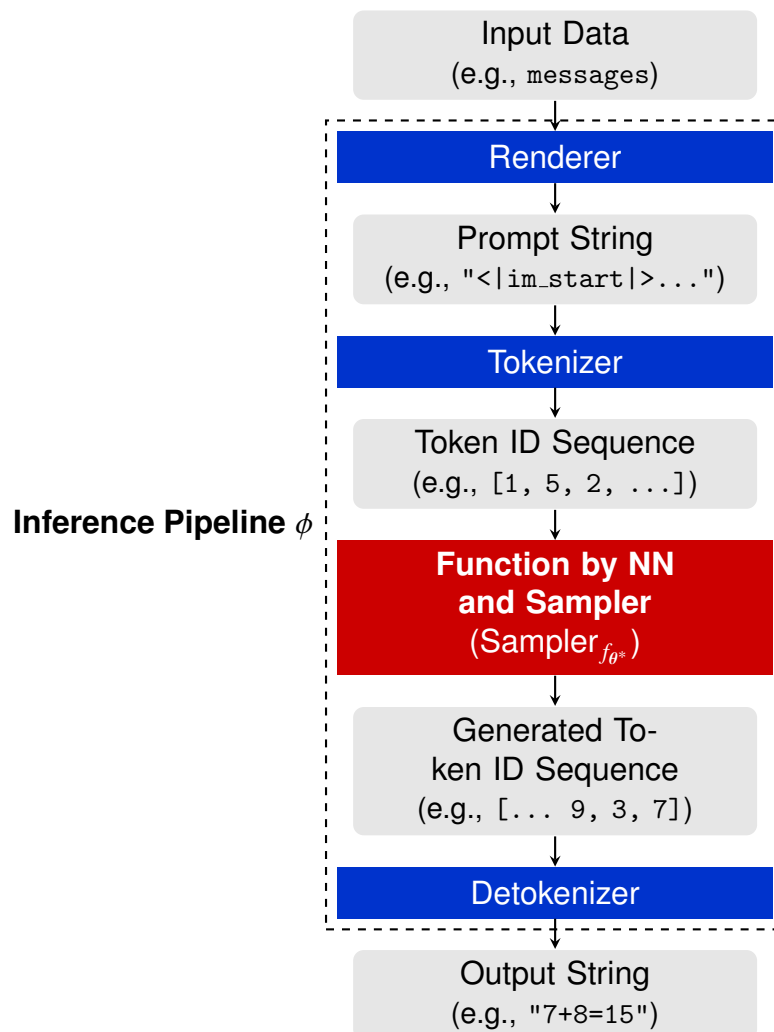 Input Data
(e.g., messages)
Renderer
Prompt String
(e.g., "<|im_start|>...")
Tokenizer
Token ID Sequence
(e.g., [1, 5, 2, ...])
Inference Pipeline ϕ
Function by NN
and Sampler
(Sampler_{f_{θ*}})
Generated To-
ken ID Sequence
(e.g., [... 9, 3, 7])
Detokenizer
Output String
(e.g., "7+8=15")